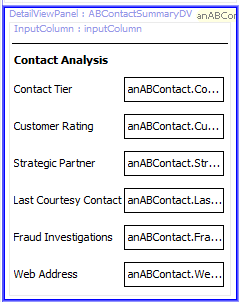 DetailViewPanel : ABContactSummaryDV
anABCont
InputColumn : inputColumn
Contact Analysis
Contact Tier anABContact.Co...
Customer Rating anABContact.Cu...
Strategic Partner anABContact.Str...
Last Courtesy Contact anABContact.Las...
Fraud Investigations anABContact.Fra...
Web Address anABContact.We...